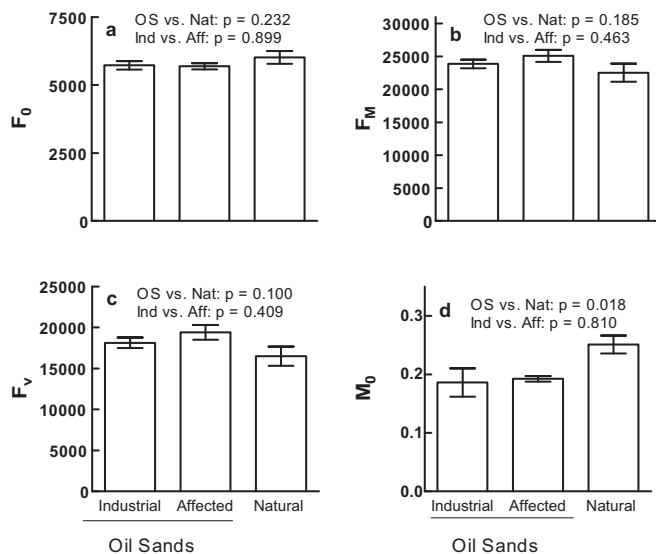 a
OS vs. Nat: p = 0.232
Ind vs. Aff: p = 0.899
7500
5000
2500
0
F0
b
OS vs. Nat: p = 0.185
Ind vs. Aff: p = 0.463
30000
25000
20000
15000
10000
5000
0
FM
c
OS vs. Nat: p = 0.100
Ind vs. Aff: p = 0.409
25000
20000
15000
10000
5000
0
Fv
Industrial Affected Natural
Oil Sands
d
OS vs. Nat: p = 0.018
Ind vs. Aff: p = 0.810
0.3
0.2
0.1
0.0
M0
Industrial Affected Natural
Oil Sands